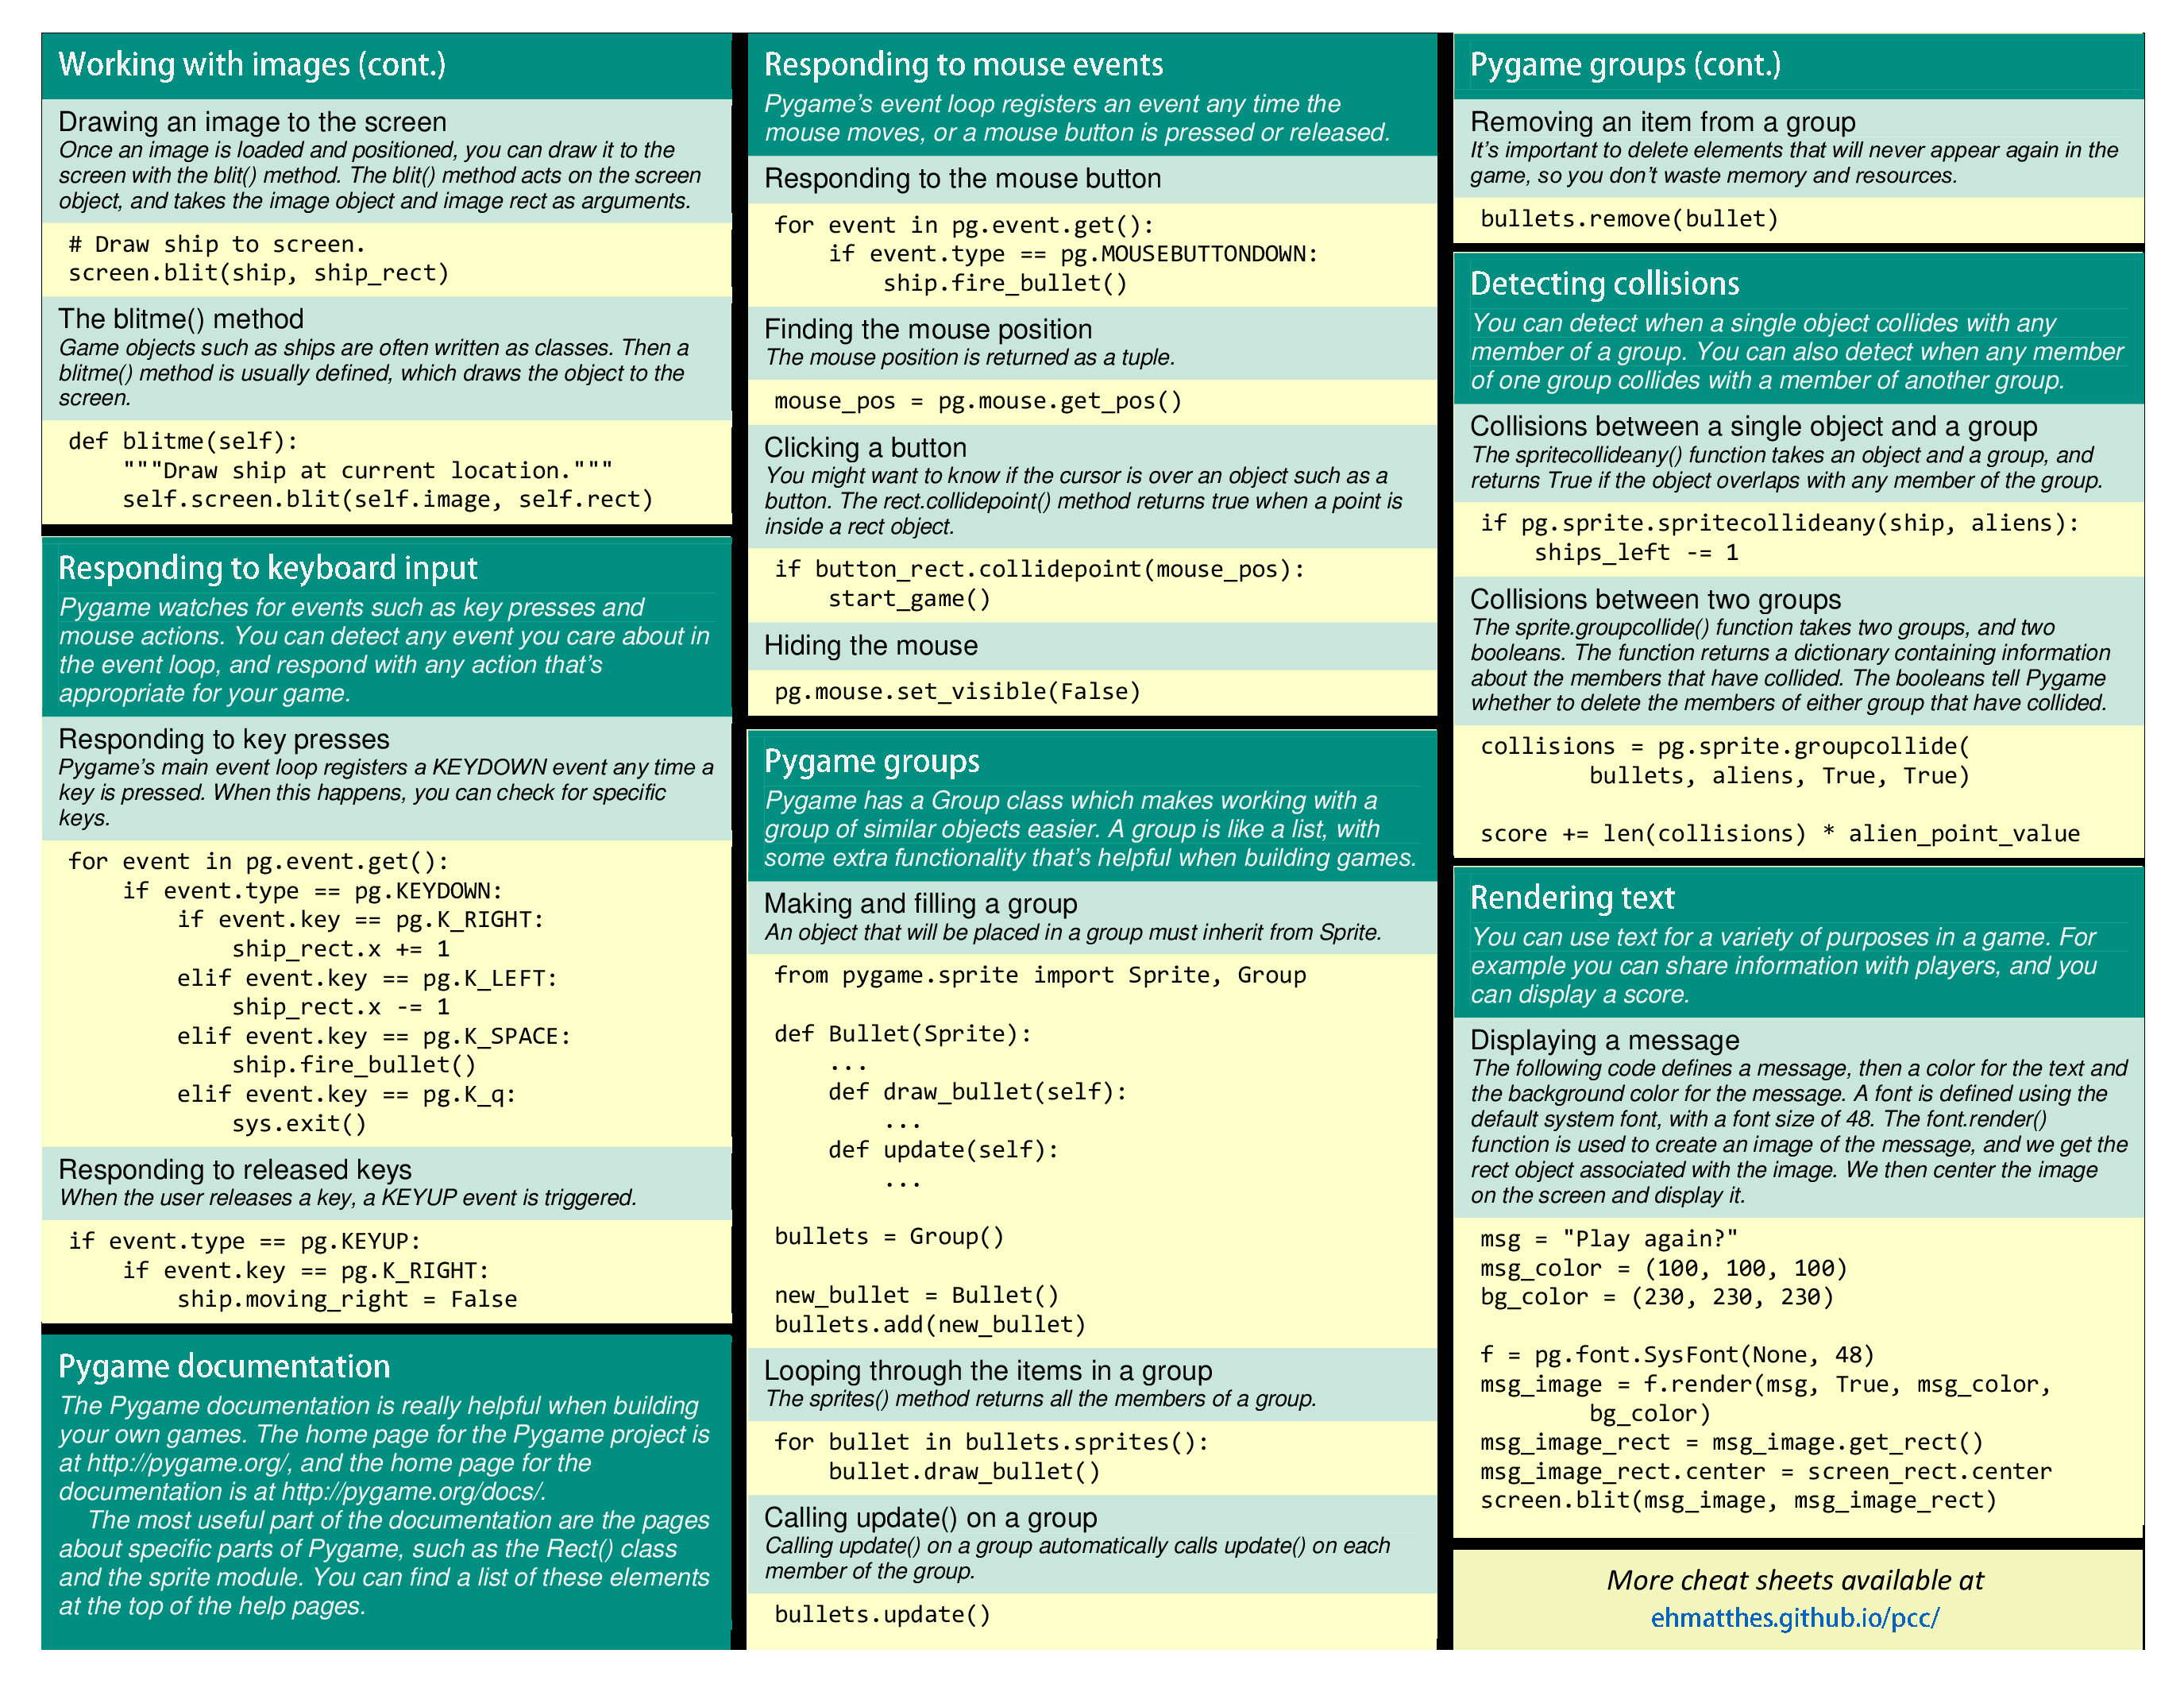 Working with images (cont.)
Drawing an image to the screen
Once an image is loaded and positioned, you can draw it to the
screen with the blit() method. The blit() method acts on the screen
object, and takes the image object and image rect as arguments.
# Draw ship to screen.
screen.blit(ship, ship_rect)
The blitme() method
Game objects such as ships are often written as classes. Then a
blitme() method is usually defined, which draws the object to the
screen.
def blitme(self):
    """Draw ship at current location."""
    self.screen.blit(self.image, self.rect)
Responding to keyboard input
Pygame watches for events such as key presses and
mouse actions. You can detect any event you care about in
the event loop, and respond with any action that's
appropriate for your game.
Responding to key presses
Pygame's main event loop registers a KEYDOWN event any time a
key is pressed. When this happens, you can check for specific
keys.
for event in pg.event.get():
    if event.type == pg.KEYDOWN:
        if event.key == pg.K_RIGHT:
            ship_rect.x += 1
        elif event.key == pg.K_LEFT:
            ship_rect.x -= 1
        elif event.key == pg.K_SPACE:
            ship.fire_bullet()
        elif event.key == pg.K_q:
            sys.exit()
Responding to released keys
When the user releases a key, a KEYUP event is triggered.
if event.type == pg.KEYUP:
    if event.key == pg.K_RIGHT:
        ship.moving_right = False
Pygame documentation
The Pygame documentation is really helpful when building
your own games. The home page for the Pygame project is
at http://pygame.org/, and the home page for the
documentation is at http://pygame.org/docs/.
The most useful part of the documentation are the pages
about specific parts of Pygame, such as the Rect() class
and the sprite module. You can find a list of these elements
at the top of the help pages.
Responding to mouse events
Pygame's event loop registers an event any time the
mouse moves, or a mouse button is pressed or released.
Responding to the mouse button
for event in pg.event.get():
    if event.type == pg.MOUSEBUTTONDOWN:
        ship.fire_bullet()
Finding the mouse position
The mouse position is returned as a tuple.
mouse_pos = pg.mouse.get_pos()
Clicking a button
You might want to know if the cursor is over an object such as a
button. The rect.collidepoint() method returns true when a point is
inside a rect object.
if button_rect.collidepoint(mouse_pos):
    start_game()
Hiding the mouse
pg.mouse.set_visible(False)
Pygame groups
Pygame has a Group class which makes working with a
group of similar objects easier. A group is like a list, with
some extra functionality that's helpful when building games.
Making and filling a group
An object that will be placed in a group must inherit from Sprite.
from pygame.sprite import Sprite, Group
def Bullet(Sprite):
    ...
    def draw_bullet(self):
        ...
    def update(self):
        ...
bullets = Group()
new_bullet = Bullet()
bullets.add(new_bullet)
Looping through the items in a group
The sprites() method returns all the members of a group.
for bullet in bullets.sprites():
    bullet.draw_bullet()
Calling update() on a group
Calling update() on a group automatically calls update() on each
member of the group.
bullets.update()
Pygame groups (cont.)
Removing an item from a group
It's important to delete elements that will never appear again in the
game, so you don't waste memory and resources.
bullets.remove(bullet)
Detecting collisions
You can detect when a single object collides with any
member of a group. You can also detect when any member
of one group collides with a member of another group.
Collisions between a single object and a group
The spritecollideany() function takes an object and a group, and
returns True if the object overlaps with any member of the group.
if pg.sprite.spritecollideany(ship, aliens):
    ships_left -= 1
Collisions between two groups
The sprite.groupcollide() function takes two groups, and two
booleans. The function returns a dictionary containing information
about the members that have collided. The booleans tell Pygame
whether to delete the members of either group that have collided.
collisions = pg.sprite.groupcollide(
        bullets, aliens, True, True)
score += len(collisions) * alien_point_value
Rendering text
You can use text for a variety of purposes in a game. For
example you can share information with players, and you
can display a score.
Displaying a message
The following code defines a message, then a color for the text and
the background color for the message. A font is defined using the
default system font, with a font size of 48. The font.render()
function is used to create an image of the message, and we get the
rect object associated with the image. We then center the image
on the screen and display it.
msg = "Play again?"
msg_color = (100, 100, 100)
bg_color = (230, 230, 230)
f = pg.font.SysFont(None, 48)
msg_image = f.render(msg, True, msg_color,
        bg_color)
msg_image_rect = msg_image.get_rect()
msg_image_rect.center = screen_rect.center
screen.blit(msg_image, msg_image_rect)
More cheat sheets available at
ehmatthes.github.io/pcc/